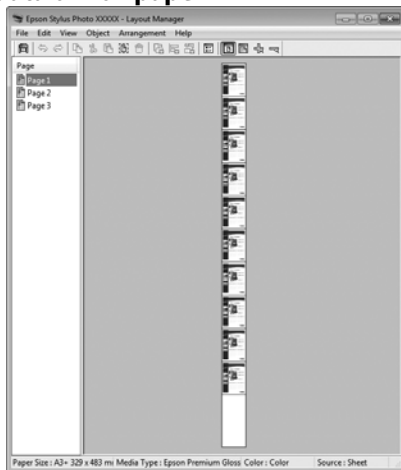 Epson Stylus Photo XXXXX - Layout Manager
File Edit View Object Arrangement Help
Page
Page 1
Page 2
Page 3
Paper Size : A3+ 329 x 483 mi Media Type : Epson Premium Gloss Color : Color Source : Sheet